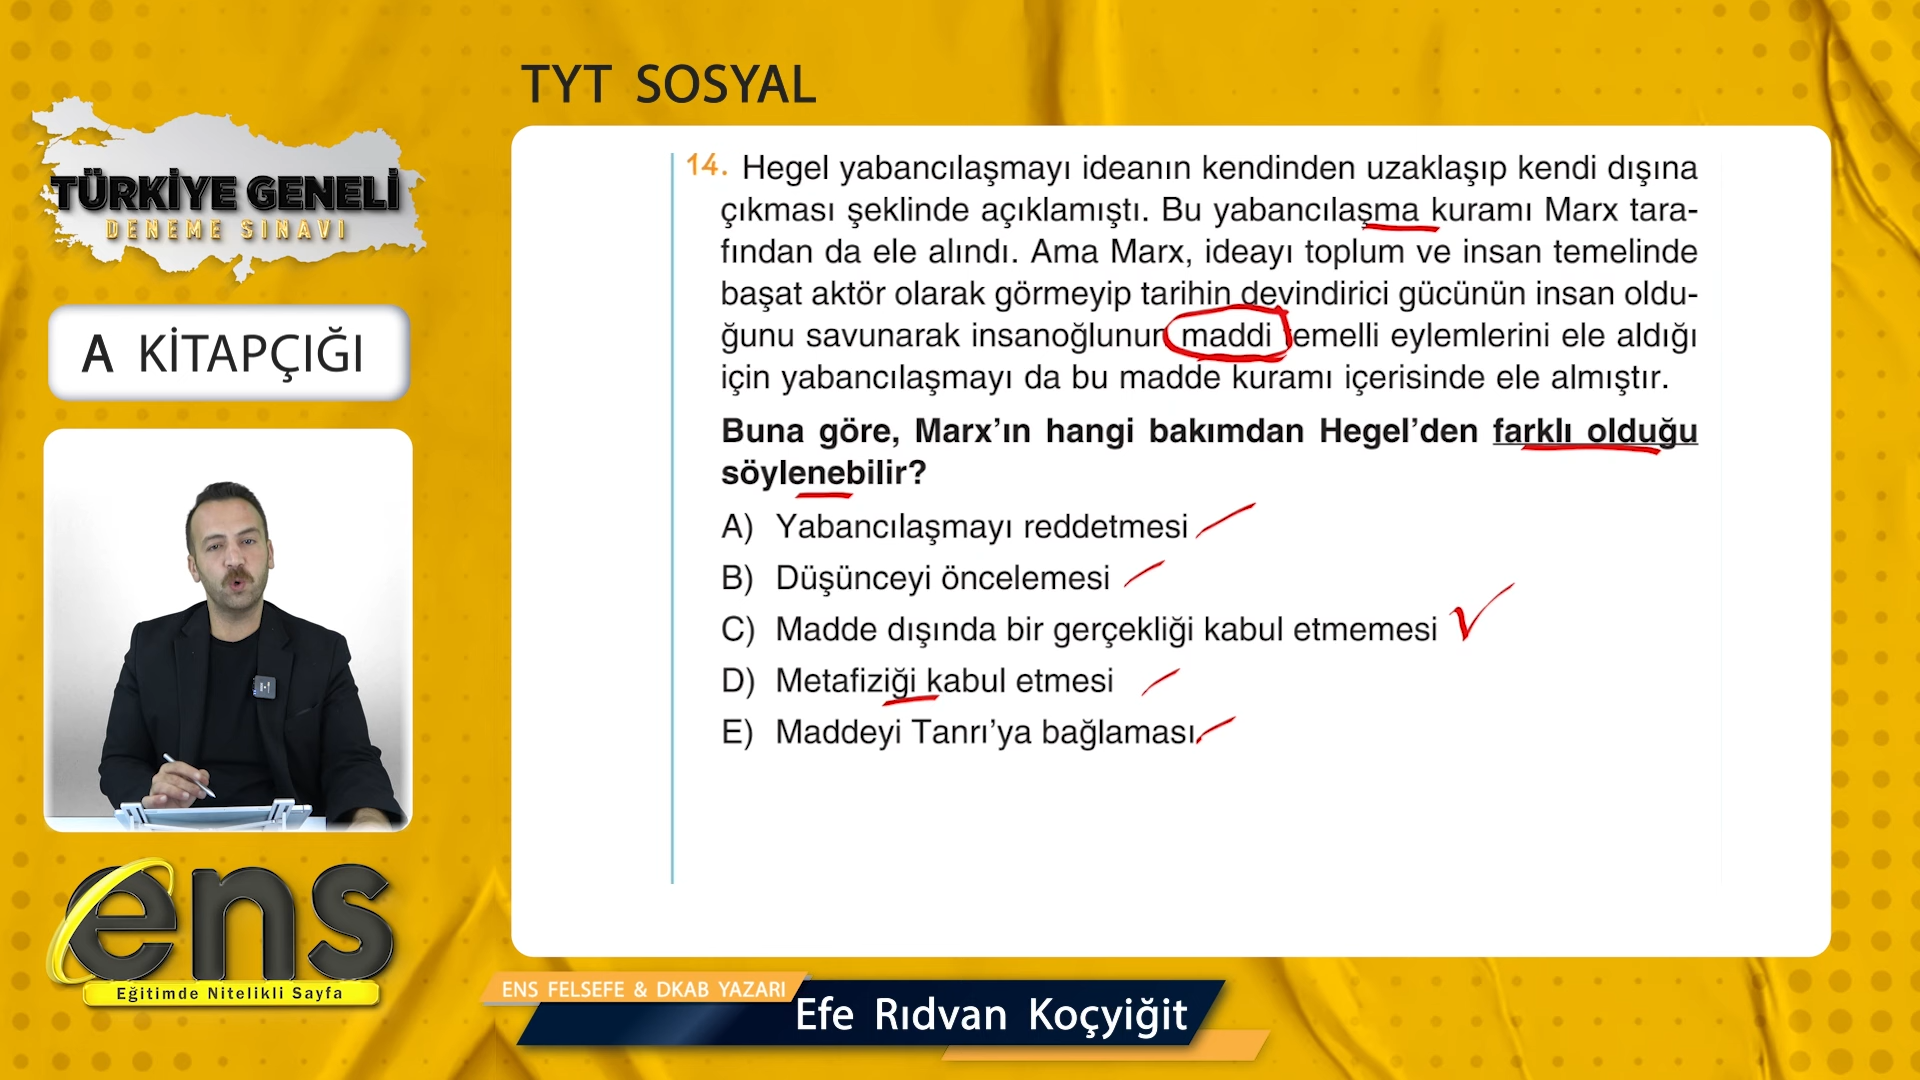 TYT SOSYAL
TÜRKİYE GENELİ
DENEME SINAVI
A KİTAPÇIĞI
14. Hegel yabancılaşmayı ideanın kendinden uzaklaşıp kendi dışına
çıkması şeklinde açıklamıştı. Bu yabancılaşma kuramı Marx tara-
fından da ele alındı. Ama Marx, ideayı toplum ve insan temelinde
başat aktör olarak görmeyip tarihin devindirici gücünün insan oldu-
ğunu savunarak insanoğlunun maddi temelli eylemlerini ele aldığı
için yabancılaşmayı da bu madde kuramı içerisinde ele almıştır.
Buna göre, Marx’ın hangi bakımdan Hegel’den farklı olduğu
söylenebilir?
A) Yabancılaşmayı reddetmesi
B) Düşünceyi öncelemesi
C) Madde dışında bir gerçekliği kabul etmemesi
D) Metafiziği kabul etmesi
E) Maddeyi Tanrı’ya bağlaması
ens
Eğitimde Nitelikli Sayfa
ENS FELSEFE & DKAB YAZARI
Efe Rıdvan Koçyiğit